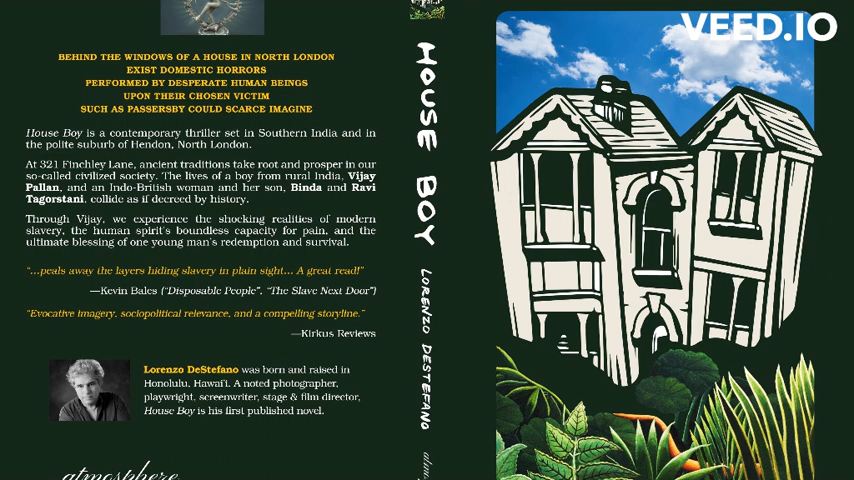 BEHIND THE WINDOWS OF A HOUSE IN NORTH LONDON
EXIST DOMESTIC HORRORS
PERFORMED BY DESPERATE HUMAN BEINGS
UPON THEIR CHOSEN VICTIM
SUCH AS PASSERSBY COULD SCARCE IMAGINE
House Boy is a contemporary thriller set in Southern India and in
the polite suburb of Hendon, North London.
At 321 Finchley Lane, ancient traditions take root and prosper in our
so-called civilized society. The lives of a boy from rural India, Vijay
Pallan, and an Indo-British woman and her son, Binda and Ravi
Tagorstani, collide as if decreed by history.
Through Vijay, we experience the shocking realities of modern
slavery, the human spirit's boundless capacity for pain, and the
ultimate blessing of one young man's redemption and survival.
"...peals away the layers hiding slavery in plain sight... A great read!"
—Kevin Bales ("Disposable People", "The Slave Next Door")
"Evocative imagery, sociopolitical relevance, and a compelling storyline."
—Kirkus Reviews
Lorenzo DeStefano was born and raised in
Honolulu, Hawai'i. A noted photographer,
playwright, screenwriter, stage & film director,
House Boy is his first published novel.
atmosphere
HOUSE BOY
LORENZO DESTEFANO
VEED.IO